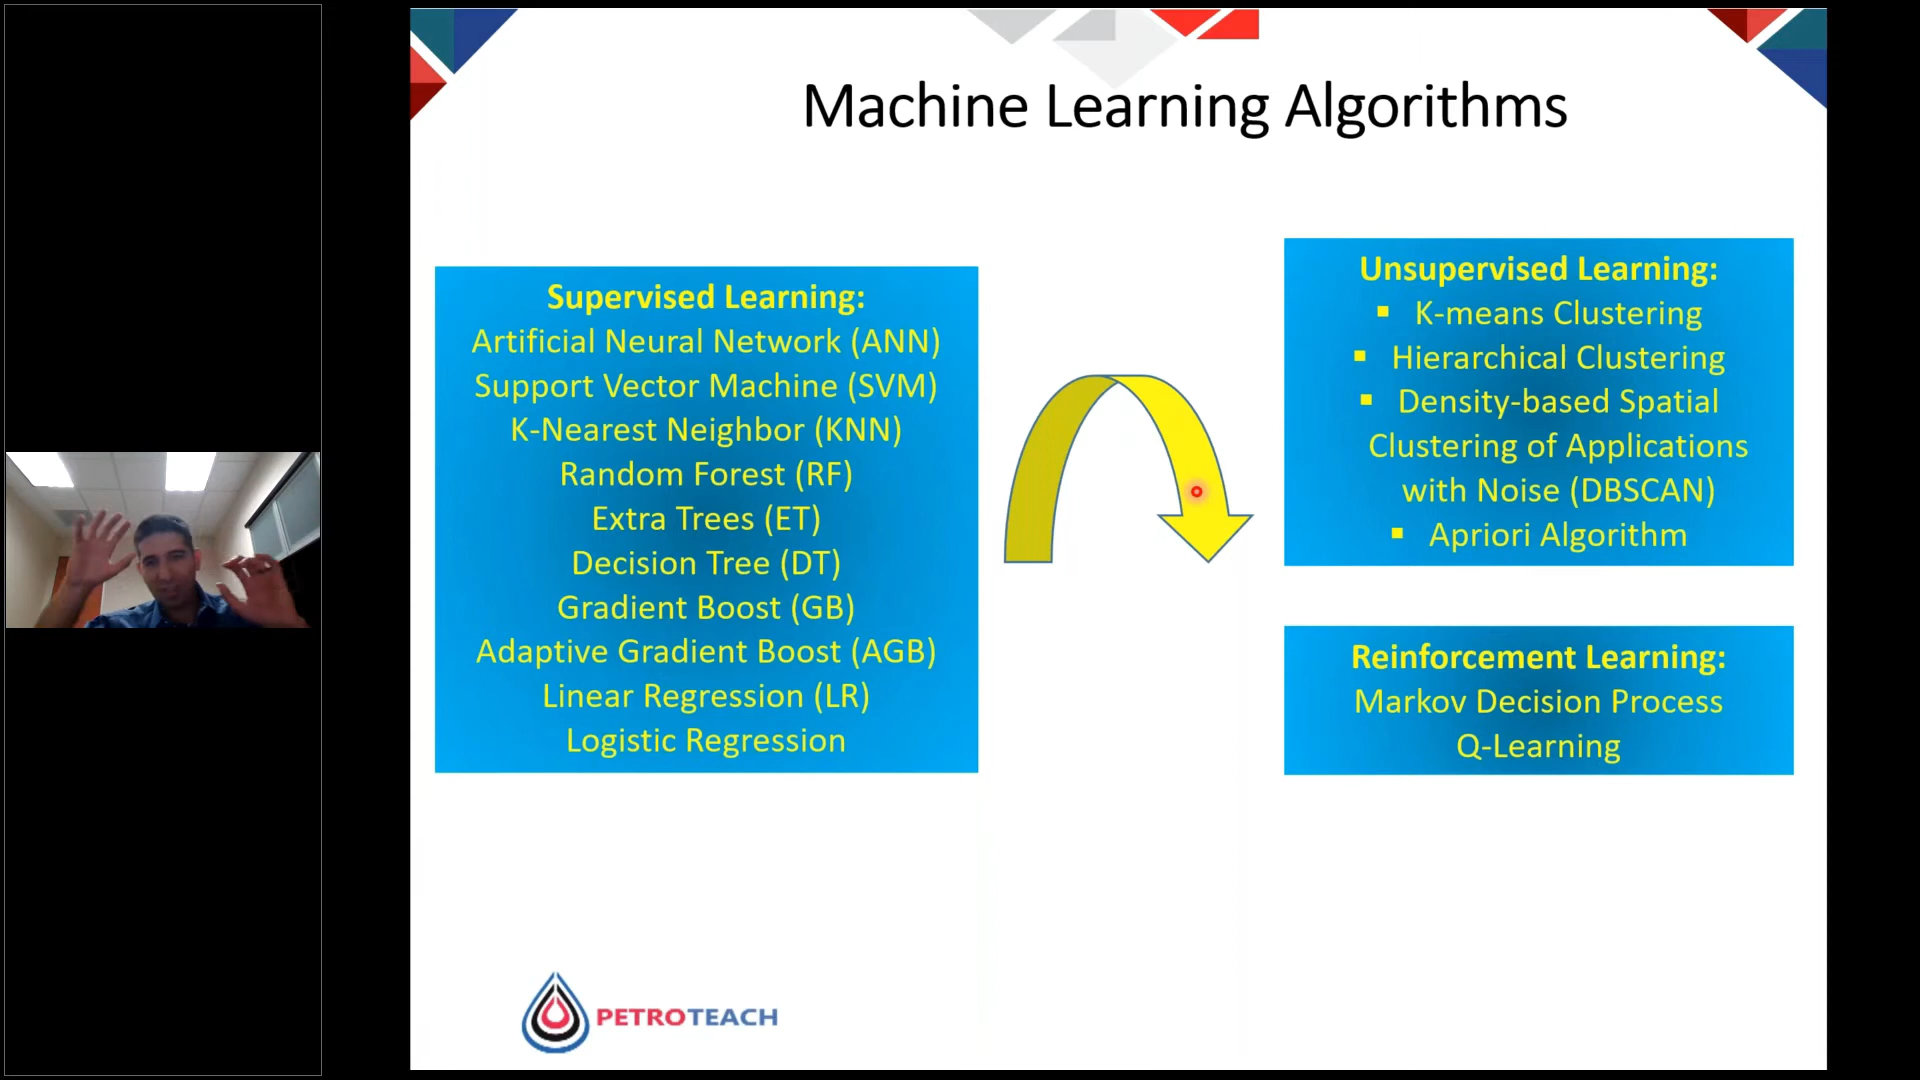 Machine Learning Algorithms
Supervised Learning:
Artificial Neural Network (ANN)
Support Vector Machine (SVM)
K-Nearest Neighbor (KNN)
Random Forest (RF)
Extra Trees (ET)
Decision Tree (DT)
Gradient Boost (GB)
Adaptive Gradient Boost (AGB)
Linear Regression (LR)
Logistic Regression
Unsupervised Learning:
▪ K-means Clustering
▪ Hierarchical Clustering
▪ Density-based Spatial
Clustering of Applications
with Noise (DBSCAN)
▪ Apriori Algorithm
Reinforcement Learning:
Markov Decision Process
Q-Learning
PETROTEACH